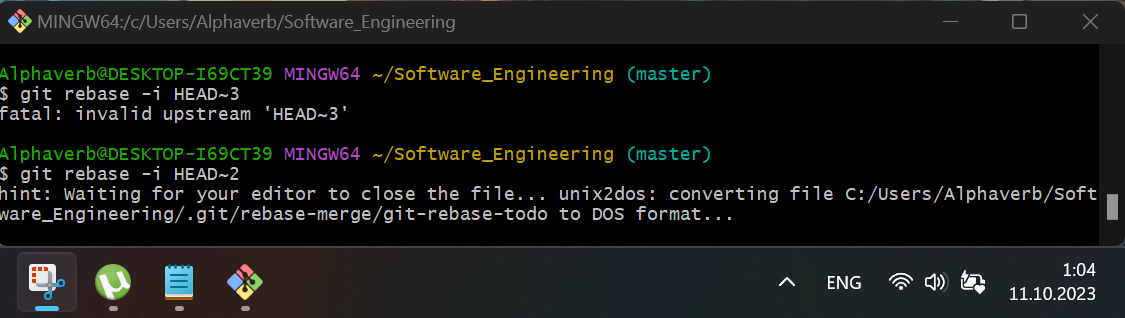 MINGW64:/c/Users/Alphaverb/Software_Engineering
Alphaverb@DESKTOP-I69CT39 MINGW64 ~/Software_Engineering (master)
$ git rebase -i HEAD~3
fatal: invalid upstream 'HEAD~3'
Alphaverb@DESKTOP-I69CT39 MINGW64 ~/Software_Engineering (master)
$ git rebase -i HEAD~2
hint: Waiting for your editor to close the file... unix2dos: converting file C:/Users/Alphaverb/Soft
ware_Engineering/.git/rebase-merge/git-rebase-todo to DOS format...
ENG
1:04
11.10.2023